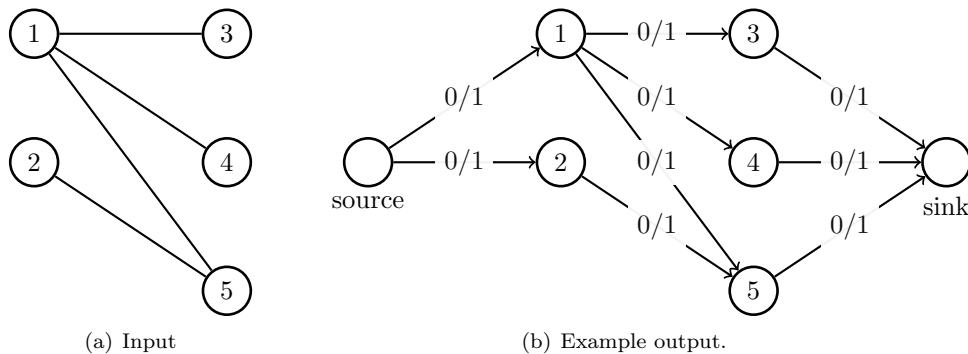 1 3 1 0/1 3
0/1 0/1 0/1
2 4 0/1 2 0/1 4 0/1
source sink
0/1 0/1
5 5
(a) Input (b) Example output.